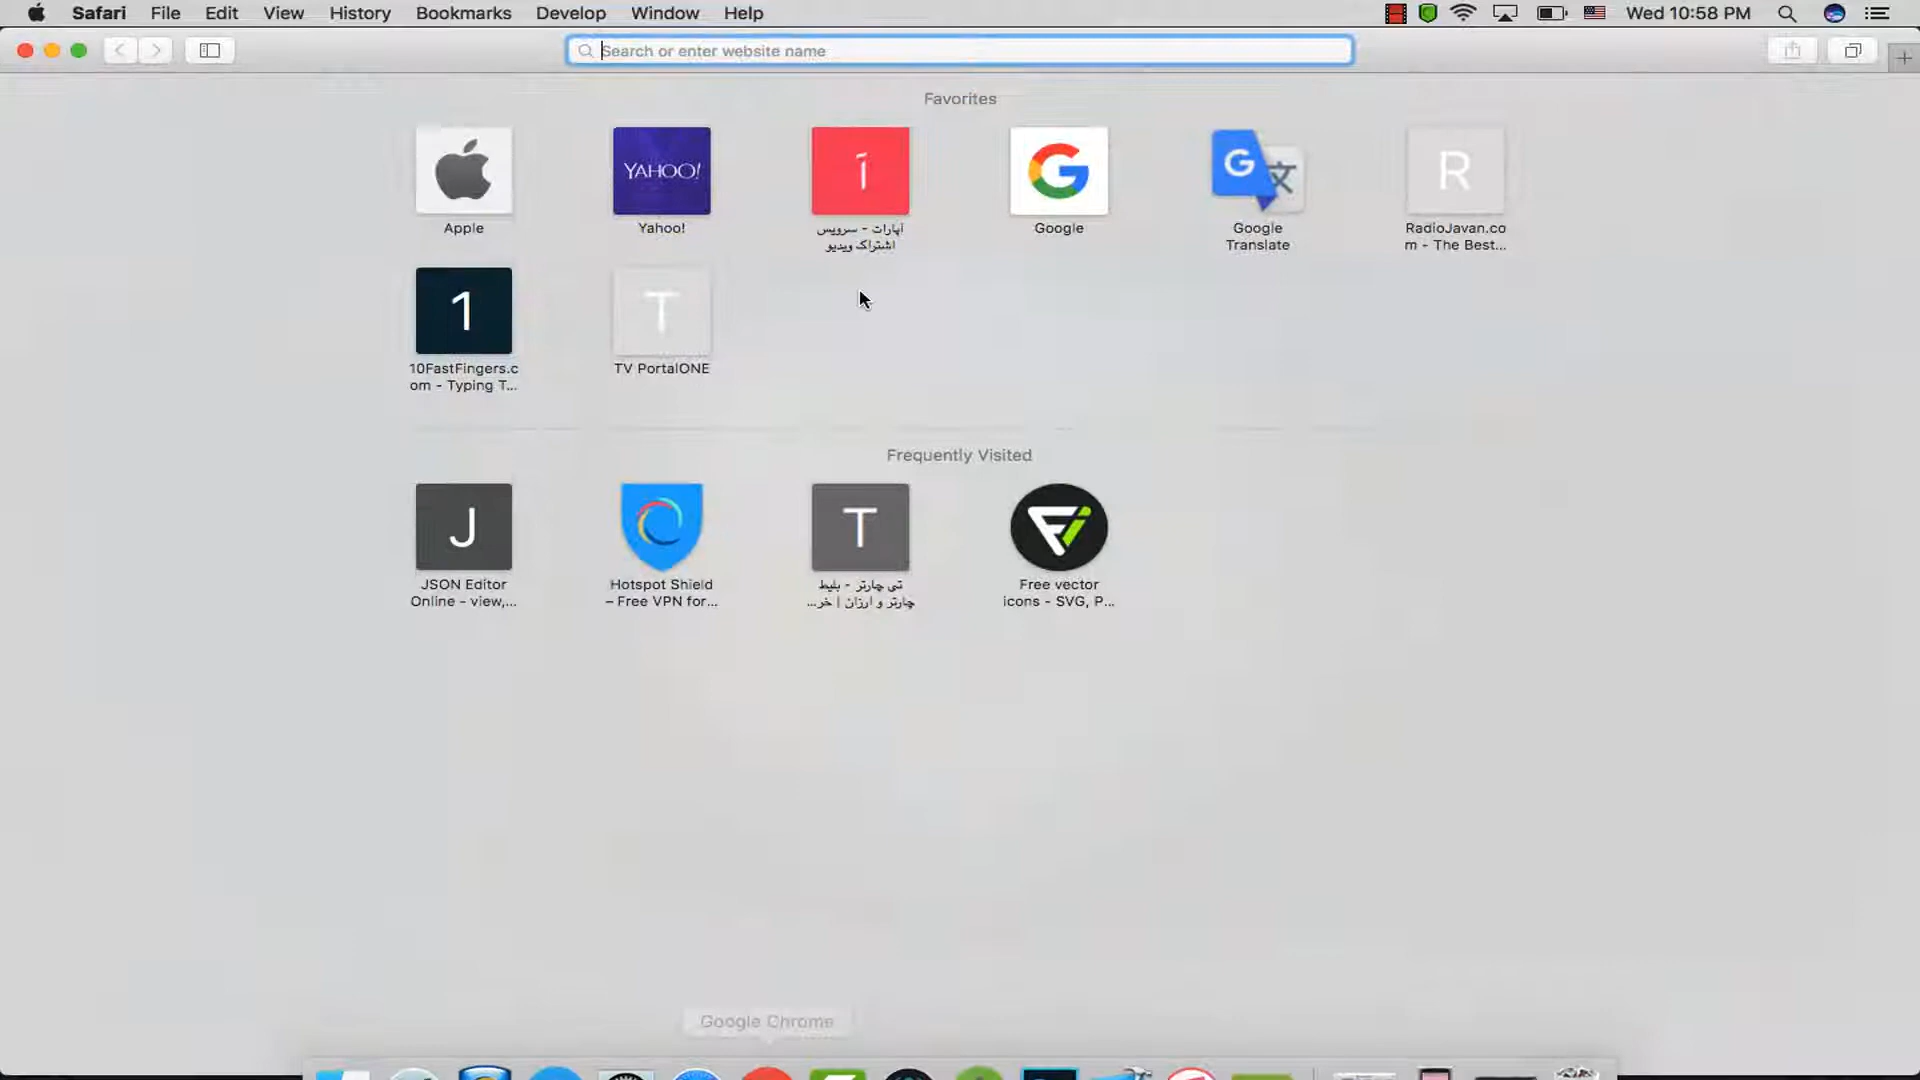 Safari File Edit View History Bookmarks Develop Window Help Wed 10:58 PM
Search or enter website name
Favorites
YAHOO!
آ
G
R
Apple
Yahoo!
آپارات - سرویس
اشتراک ویدیو
Google
Google
Translate
RadioJavan.co
m - The Best...
1
T
10FastFingers.c
om - Typing T...
TV PortalONE
Frequently Visited
J
T
JSON Editor
Online - view,...
Hotspot Shield
– Free VPN for...
تی چارتر - بلیط
چارتر و ارزان | خر...
Free vector
icons - SVG, P...
Google Chrome